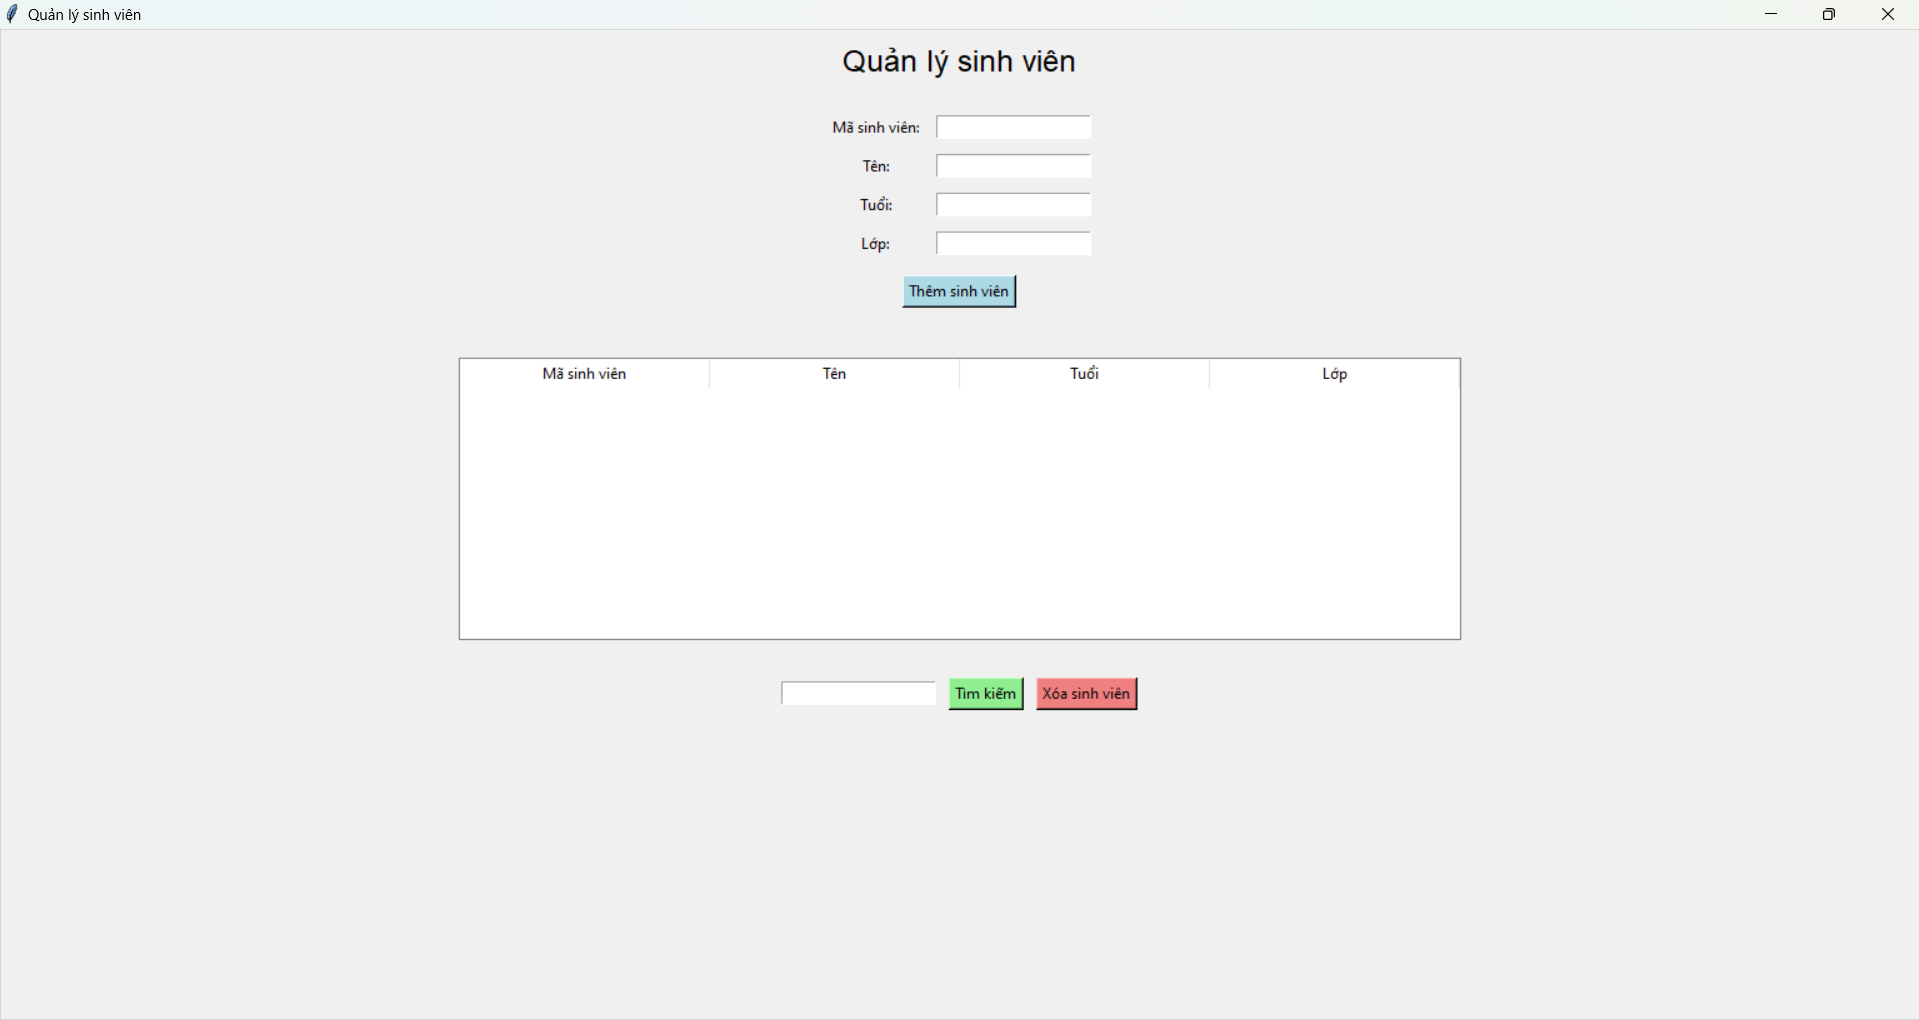 Quản lý sinh viên
Quản lý sinh viên
Mã sinh viên:
Tên:
Tuổi:
Lớp:
Thêm sinh viên
Mã sinh viên Tên Tuổi Lớp
Tìm kiếm Xóa sinh viên